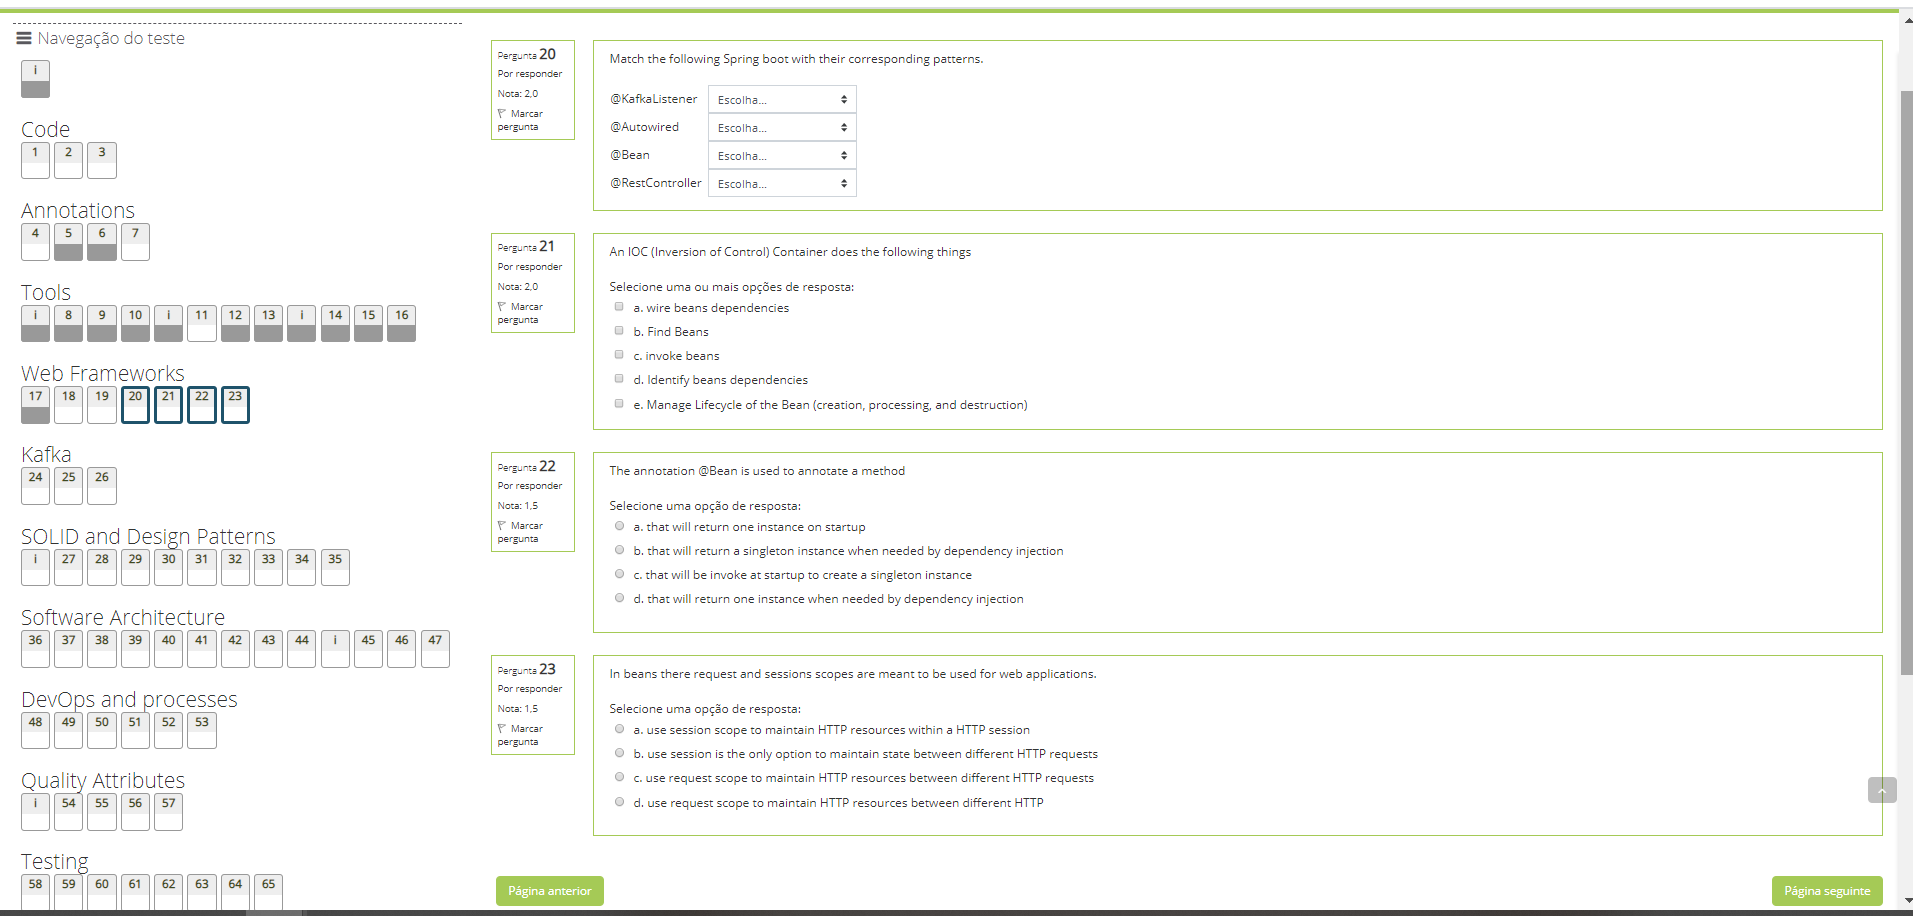 Navegação do teste
i
Code
1 2 3
Annotations
4 5 6 7
Tools
i 8 9 10 i 11 12 13 i 14 15 16
Web Frameworks
17 18 19 20 21 22 23
Kafka
24 25 26
SOLID and Design Patterns
i 27 28 29 30 31 32 33 34 35
Software Architecture
36 37 38 39 40 41 42 43 44 i 45 46 47
DevOps and processes
48 49 50 51 52 53
Quality Attributes
i 54 55 56 57
Testing
58 59 60 61 62 63 64 65
Pergunta 20
Por responder
Nota: 2,0
Marcar
pergunta
Match the following Spring boot with their corresponding patterns.
@KafkaListener Escolha...
@Autowired Escolha...
@Bean Escolha...
@RestController Escolha...
Pergunta 21
Por responder
Nota: 2,0
Marcar
pergunta
An IOC (Inversion of Control) Container does the following things
Selecione uma ou mais opções de resposta:
a. wire beans dependencies
b. Find Beans
c. invoke beans
d. Identify beans dependencies
e. Manage Lifecycle of the Bean (creation, processing, and destruction)
Pergunta 22
Por responder
Nota: 1,5
Marcar
pergunta
The annotation @Bean is used to annotate a method
Selecione uma opção de resposta:
a. that will return one instance on startup
b. that will return a singleton instance when needed by dependency injection
c. that will be invoke at startup to create a singleton instance
d. that will return one instance when needed by dependency injection
Pergunta 23
Por responder
Nota: 1,5
Marcar
pergunta
In beans there request and sessions scopes are meant to be used for web applications.
Selecione uma opção de resposta:
a. use session scope to maintain HTTP resources within a HTTP session
b. use session is the only option to maintain state between different HTTP requests
c. use request scope to maintain HTTP resources between different HTTP requests
d. use request scope to maintain HTTP resources between different HTTP
Página anterior
Página seguinte